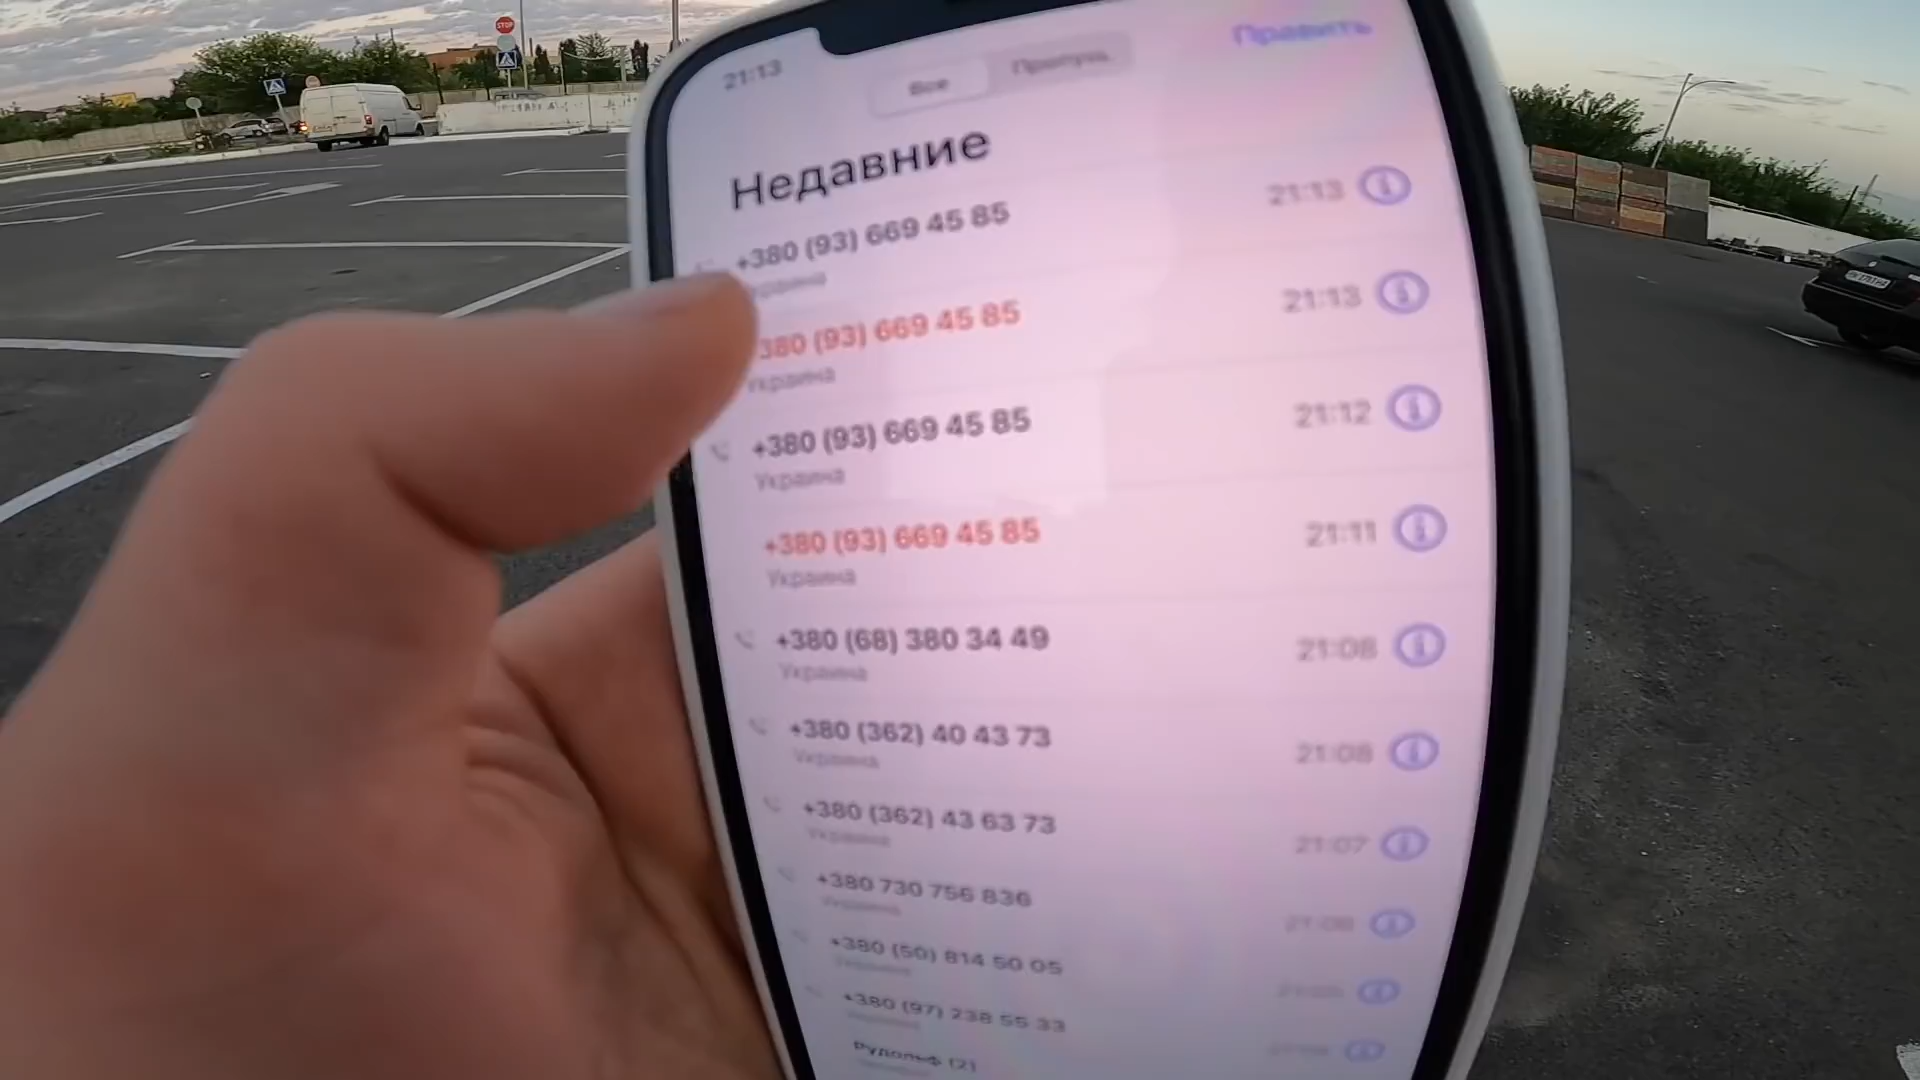 STOP
21:13
Все
Править
Недавние
+380 (93) 669 45 85
21:13
380 (93) 669 45 85
Украина
21:13
+380 (93) 669 45 85
Украина
21:12
+380 (93) 669 45 85
Украина
21:11
+380 (68) 380 34 49
Украина
21:08
+380 (362) 40 43 73
Украина
21:08
+380 (362) 43 63 73
Украина
21:07
+380 730 756 836
Украина
+380 (50) 814 50 05
+380 (97) 238 55 33
Рудольф (2)